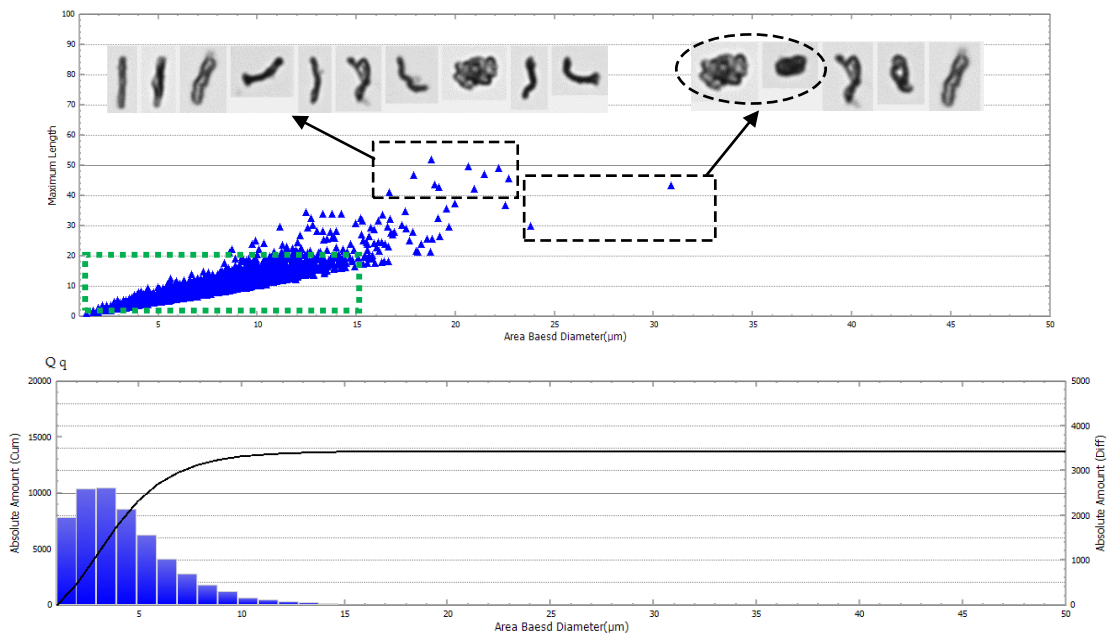 Maximum Length
100
90
80
70
60
50
40
30
20
10
0
5 10 15 20 25 30 35 40 45 50
Area Baesd Diameter(µm)
Q q
Absolute Amount (Cum)
20000
15000
10000
5000
0
Absolute Amount (Diff)
5000
4000
3000
2000
1000
0
5 10 15 20 25 30 35 40 45 50
Area Baesd Diameter(µm)